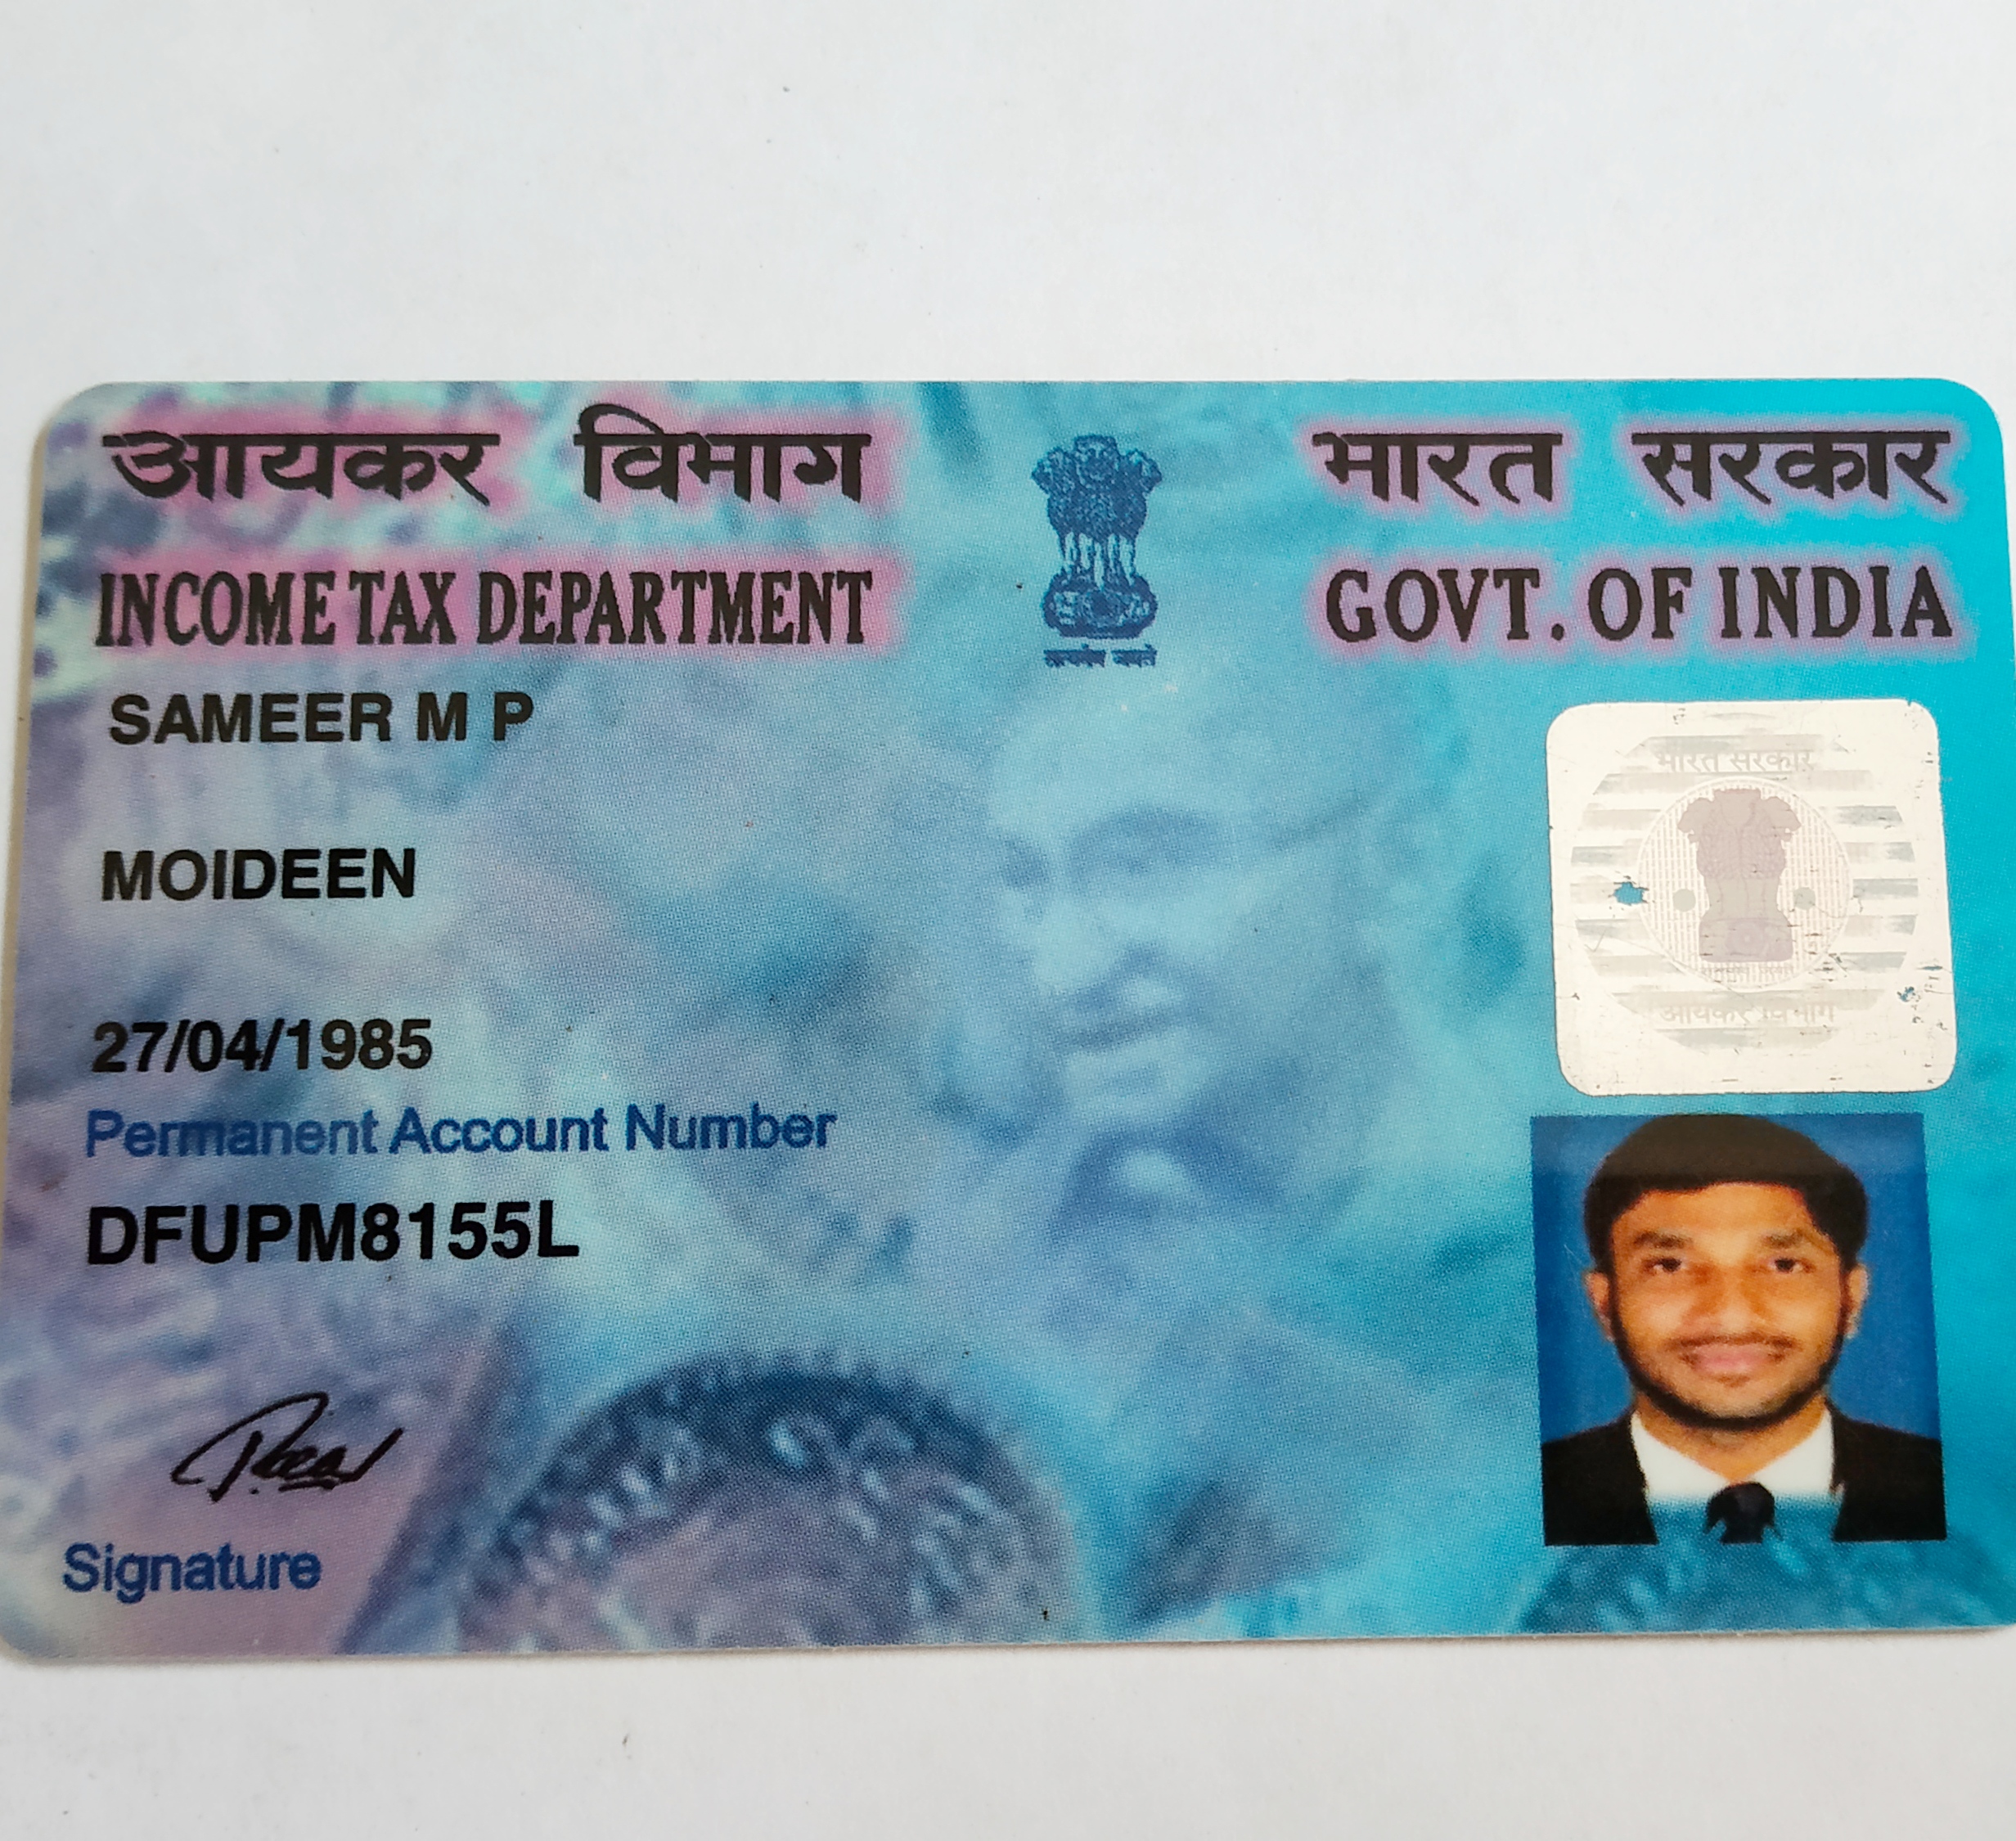 आयकर विभाग
भारत सरकार
INCOME TAX DEPARTMENT
GOVT. OF INDIA
सत्यमेव जयते
SAMEER M P
MOIDEEN
27/04/1985
Permanent Account Number
DFUPM8155L
Signature
भारत सरकार
आयकर विभाग